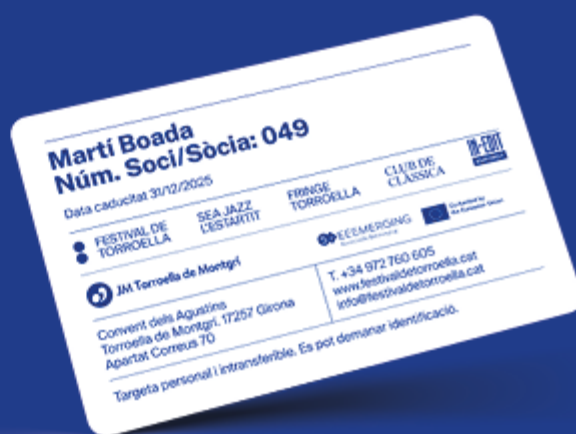 Martí Boada
Núm. Soci/Sòcia: 049
Data caducitat 31/12/2025
FESTIVAL DE
TORROELLA
SEA JAZZ
L'ESTARTIT
FRINGE
TORROELLA
CLUB DE
CLÀSSICA
IN-EDIT
EEEMERGING
Co-funded by
the European Union
JM Torroella de Montgrí
Convent dels Agustins
Torroella de Montgrí. 17257 Girona
Apartat Correus 70
T. +34 972 760 605
www.festivaldetorroella.cat
info@festivaldetorroella.cat
Targeta personal i intransferible. Es pot demanar identificació.